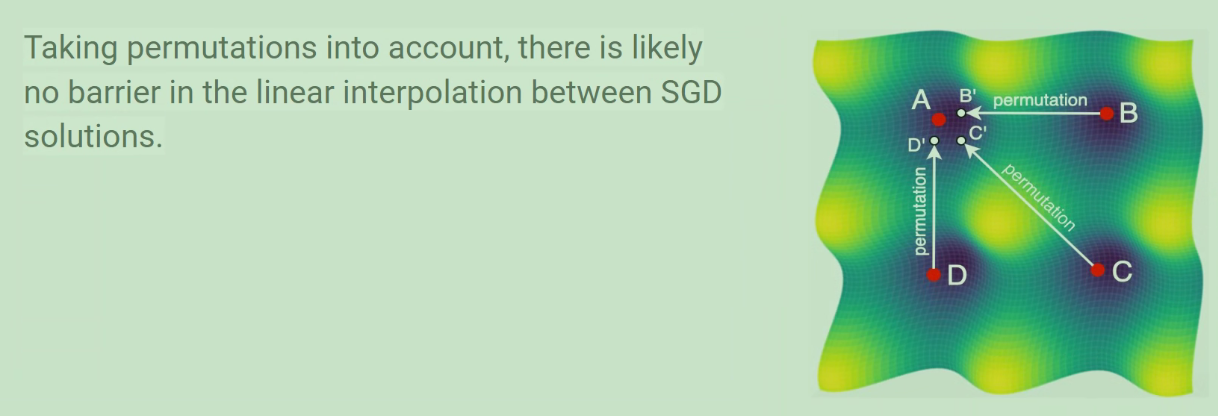 Taking permutations into account, there is likely
no barrier in the linear interpolation between SGD
solutions.
A
B'
permutation
B
D'
C'
permutation
permutation
D
C